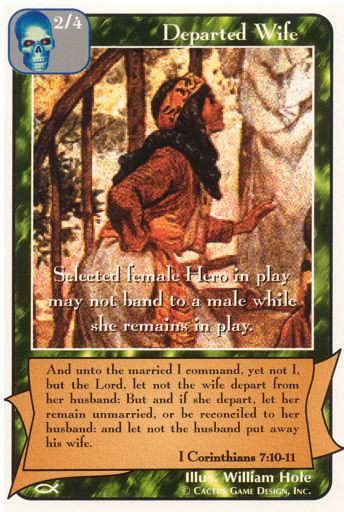 2/4
Departed Wife
Selected female Hero in play
may not band to a male while
she remains in play.
And unto the married I command, yet not I,
but the Lord, let not the wife depart from
her husband: But and if she depart, let her
remain unmarried, or be reconciled to her
husband: and let not the husband put away
his wife.
I Corinthians 7:10-11
Illus. William Hole
© Cactus Game Design, Inc.